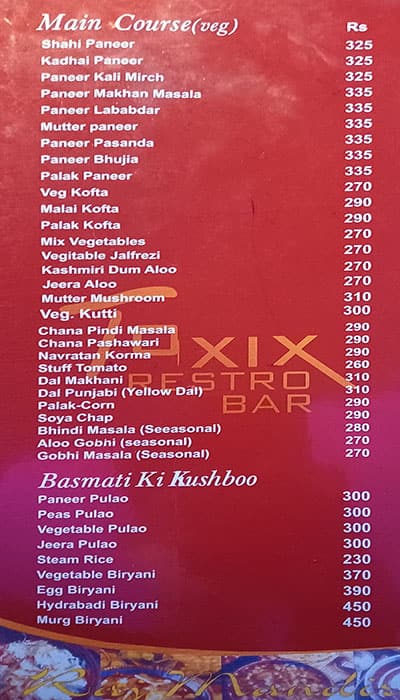 Main Course(veg) Rs
Shahi Paneer 325
Kadhai Paneer 325
Paneer Kali Mirch 325
Paneer Makhan Masala 335
Paneer Lababdar 335
Mutter paneer 335
Paneer Pasanda 335
Paneer Bhujia 335
Palak Paneer 335
Veg Kofta 270
Malai Kofta 290
Palak Kofta 290
Mix Vegetables 270
Vegitable Jalfrezi 270
Kashmiri Dum Aloo 270
Jeera Aloo 270
Mutter Mushroom 310
Veg. Kutti 300
Chana Pindi Masala 290
Chana Pashawari 290
Navratan Korma 290
Stuff Tomato 260
Dal Makhani 310
Dal Punjabi (Yellow Dal) 310
Palak-Corn 290
Soya Chap 290
Bhindi Masala (Seeasonal) 280
Aloo Gobhi (seasonal) 270
Gobhi Masala (Seasonal) 270
RESTRO
BAR
Basmati Ki Kushboo
Paneer Pulao 300
Peas Pulao 300
Vegetable Pulao 300
Jeera Pulao 300
Steam Rice 230
Vegetable Biryani 370
Egg Biryani 390
Hydrabadi Biryani 450
Murg Biryani 450